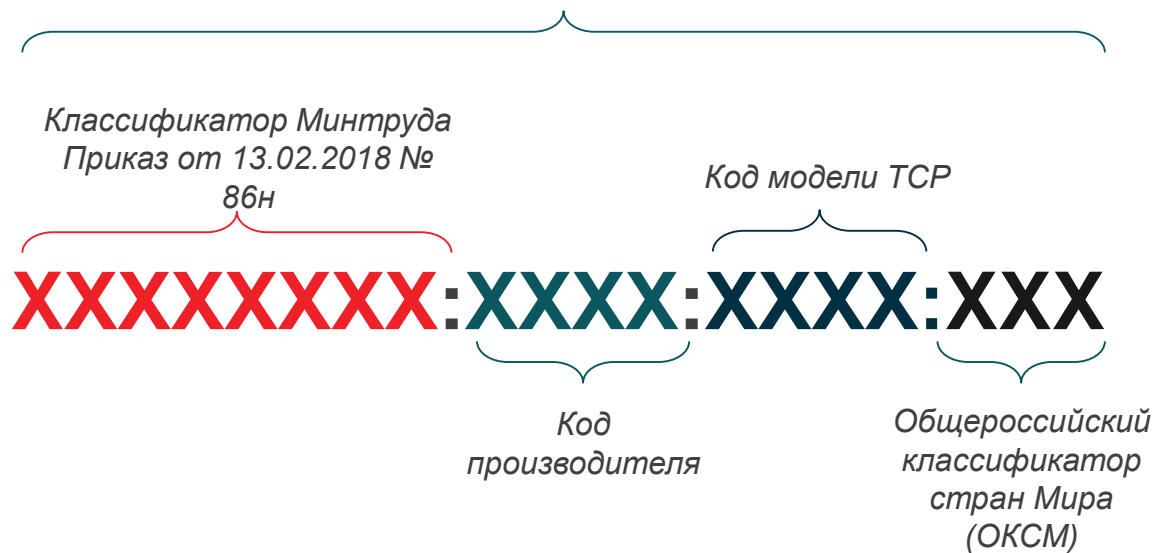 Классификатор Минтруда
Приказ от 13.02.2018 №
86н
Код модели ТСР
XXXXXXXX:XXXX:XXXX:XXX
Код
производителя
Общероссийский
классификатор
стран Мира
(ОКСМ)